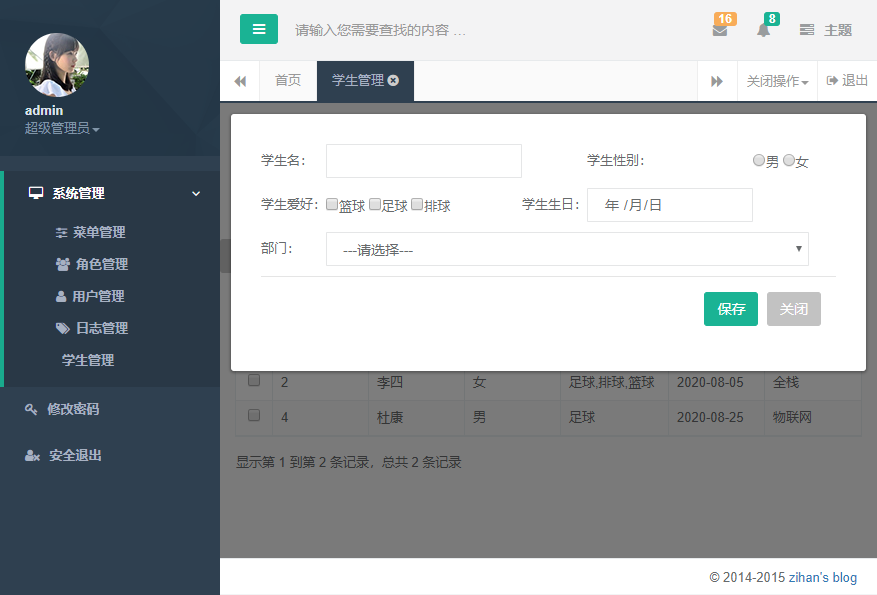 请输入您需要查找的内容 …
16
8
主题
首页
学生管理
关闭操作
退出
admin
超级管理员
系统管理
菜单管理
角色管理
用户管理
日志管理
学生管理
修改密码
安全退出
学生名：
学生性别：
男 女
学生爱好：
篮球 足球 排球
学生生日：
年 /月/日
部门：
---请选择---
保存
关闭
2 李四 女 足球,排球,篮球 2020-08-05 全栈
4 杜康 男 足球 2020-08-25 物联网
显示第 1 到第 2 条记录，总共 2 条记录
© 2014-2015 zihan's blog